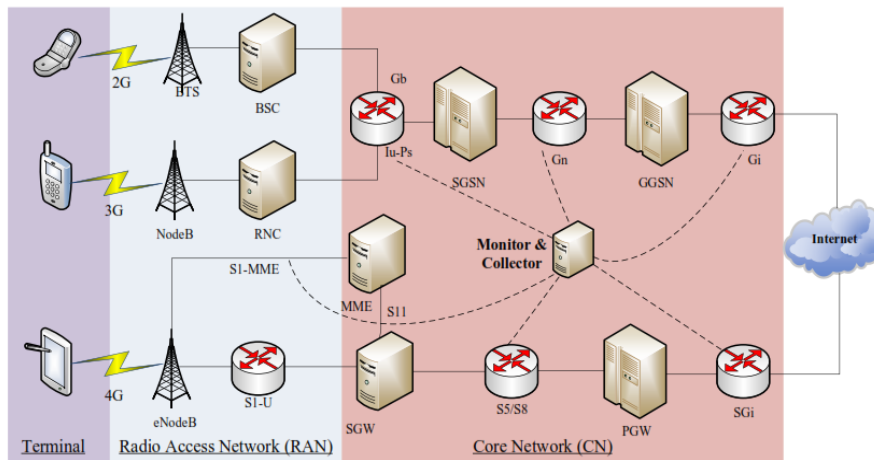 2G
BTS
BSC
Gb
Iu-Ps
SGSN
Gn
GGSN
Gi
3G
NodeB
RNC
Monitor &
Collector
Internet
S1-MME
MME
S11
4G
eNodeB
S1-U
SGW
S5/S8
PGW
SGi
Terminal
Radio Access Network (RAN)
Core Network (CN)